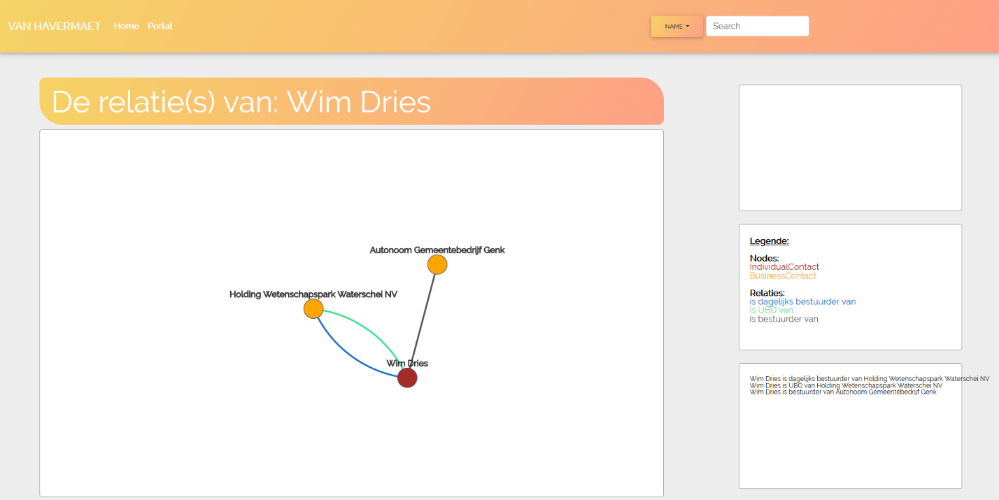 VAN HAVERMAET Home Portal NAME Search
De relatie(s) van: Wim Dries
Autonoom Gemeentebedrijf Genk
Holding Wetenschapspark Waterschei NV
Wim Dries
Legende:
Nodes:
IndividualContact
BusinessContact
Relaties:
is dagelijks bestuurder van
is UBO van
is bestuurder van
Wim Dries is dagelijks bestuurder van Holding Wetenschapspark Waterschei NV
Wim Dries is UBO van Holding Wetenschapspark Waterschei NV
Wim Dries is bestuurder van Autonoom Gemeentebedrijf Genk